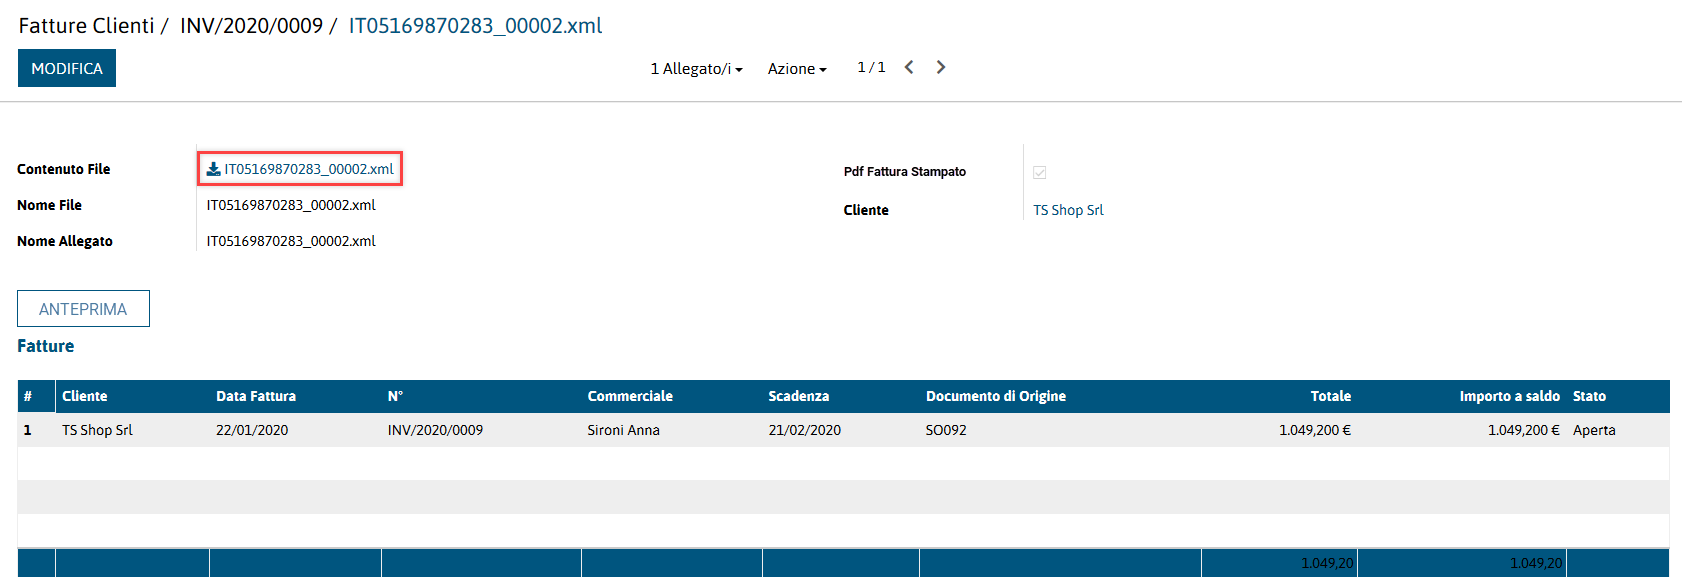 Fatture Clienti / INV/2020/0009 / IT05169870283_00002.xml
MODIFICA
1 Allegato/i Azione 1 / 1
Contenuto File IT05169870283_00002.xml Pdf Fattura Stampato
Nome File IT05169870283_00002.xml Cliente TS Shop Srl
Nome Allegato IT05169870283_00002.xml
ANTEPRIMA
Fatture
# Cliente Data Fattura N° Commerciale Scadenza Documento di Origine Totale Importo a saldo Stato
1 TS Shop Srl 22/01/2020 INV/2020/0009 Sironi Anna 21/02/2020 SO092 1.049,200 € 1.049,200 € Aperta
1.049,20 1.049,20